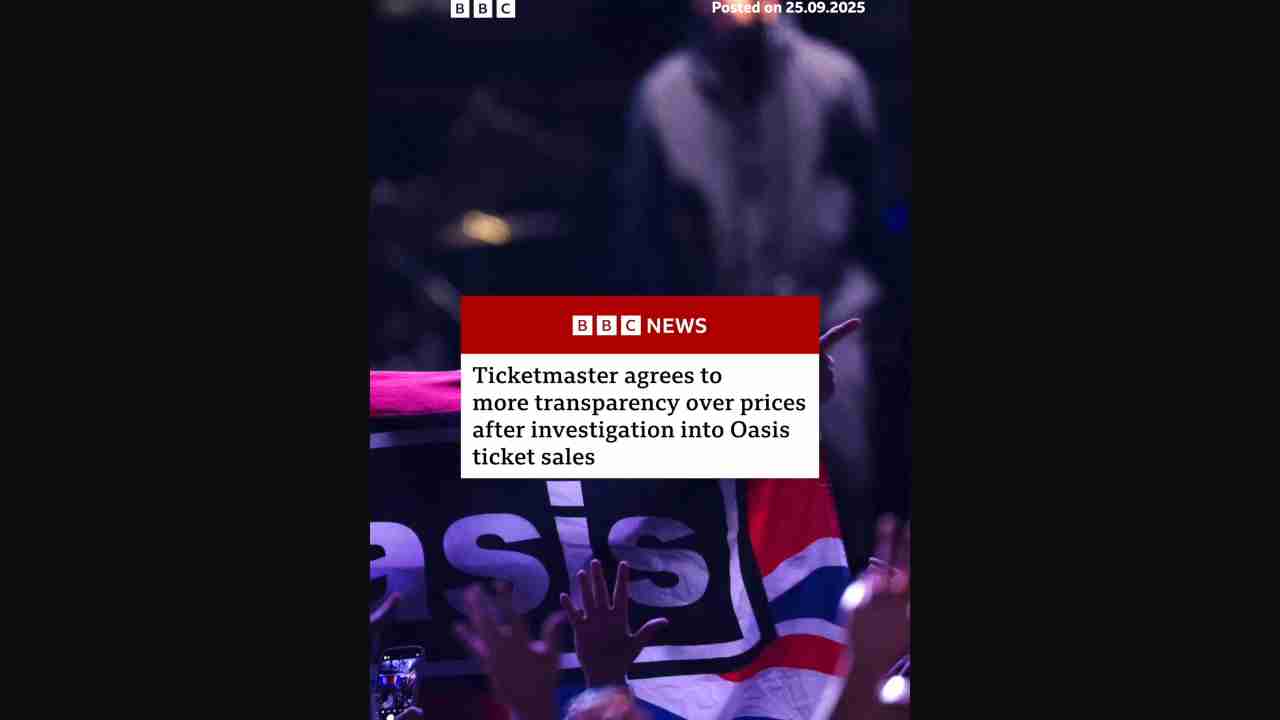 BBC
Posted on 25.09.2025
BBC NEWS
Ticketmaster agrees to
more transparency over prices
after investigation into Oasis
ticket sales
asis